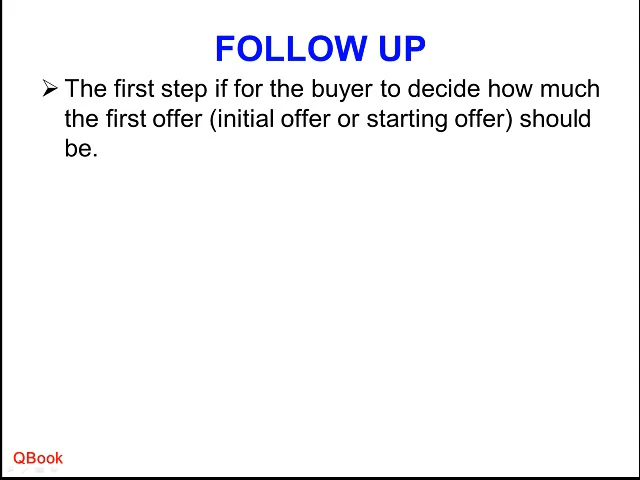 FOLLOW UP
➢ The first step if for the buyer to decide how much
the first offer (initial offer or starting offer) should
be.
QBook